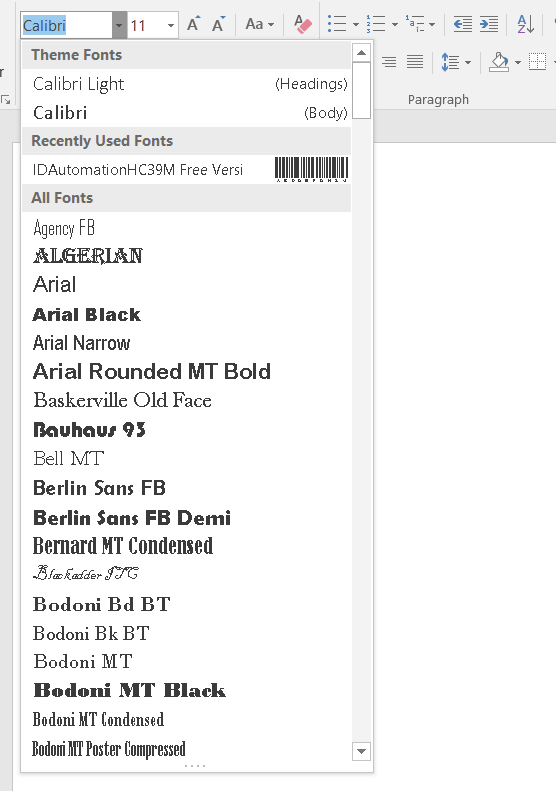 Calibri 11 A A Aa A
r
Paragraph
Theme Fonts
Calibri Light (Headings)
Calibri (Body)
Recently Used Fonts
IDAutomationHC39M Free Versi
All Fonts
Agency FB
ALGERIAN
Arial
Arial Black
Arial Narrow
Arial Rounded MT Bold
Baskerville Old Face
Bauhaus 93
Bell MT
Berlin Sans FB
Berlin Sans FB Demi
Bernard MT Condensed
Blackadder ITC
Bodoni Bd BT
Bodoni Bk BT
Bodoni MT
Bodoni MT Black
Bodoni MT Condensed
Bodoni MT Poster Compressed